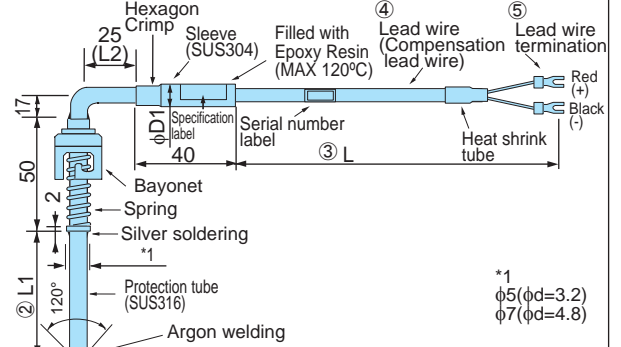 Hexagon
Crimp
25
(L2)
Sleeve
(SUS304)
Filled with
Epoxy Resin
(MAX 120ºC)
④
Lead wire
(Compensation
lead wire)
⑤
Lead wire
termination
Red
(+)
Black
(-)
17
ϕD1
Specification
label
Serial number
label
Heat shrink
tube
40
③ L
50
Bayonet
2
Spring
Silver soldering
*1
② L1
120°
Protection tube
(SUS316)
Argon welding
*1
ϕ5(ϕd=3.2)
ϕ7(ϕd=4.8)